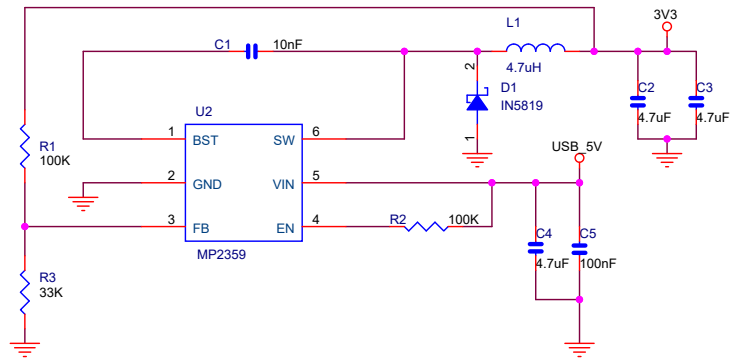 3V3
L1
4.7uH
C1
10nF
2
D1
IN5819
1
C2
4.7uF
C3
4.7uF
U2
1
BST
SW
6
2
GND
VIN
5
3
FB
EN
4
MP2359
R1
100K
R3
33K
R2
100K
USB_5V
C4
4.7uF
C5
100nF